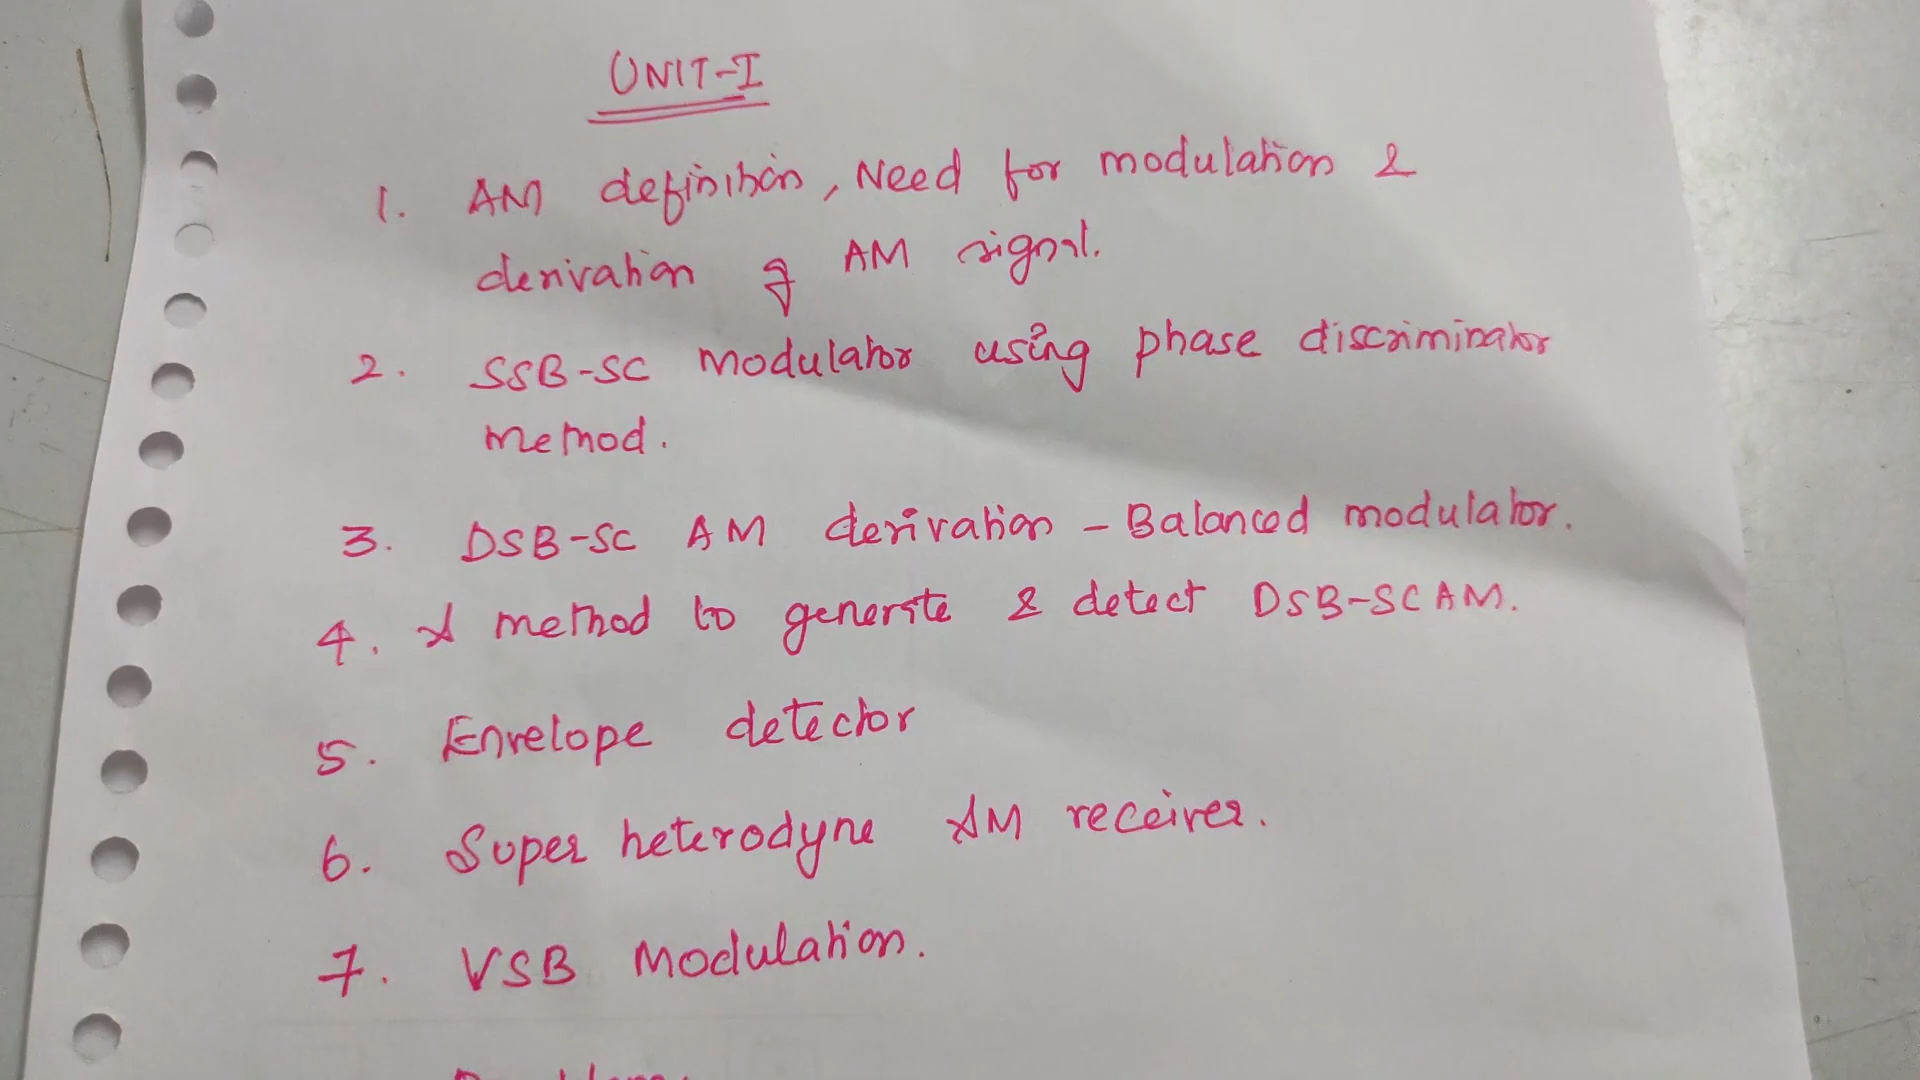 UNIT-I
1. AM definition, Need for modulation &
derivation of AM signal.
2. SSB-SC Modulator using phase discriminator
method.
3. DSB-SC AM derivation - Balanced modulator.
4. A method to generate & detect DSB-SC AM.
5. Envelope detector
6. Super heterodyne AM receiver.
7. VSB Modulation.